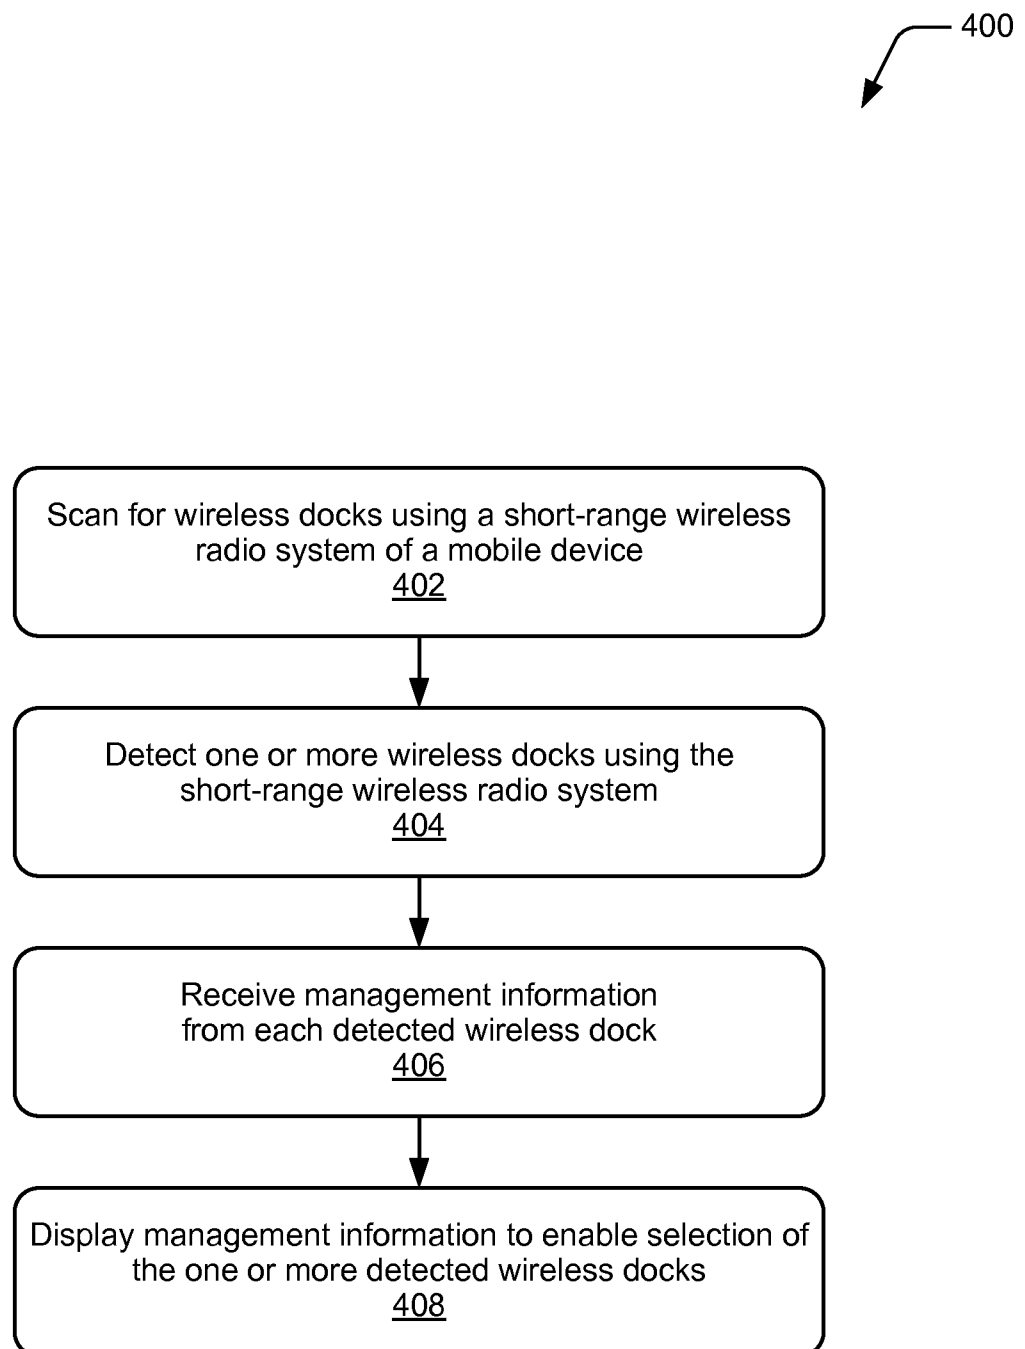 400
Scan for wireless docks using a short-range wireless
radio system of a mobile device
402
Detect one or more wireless docks using the
short-range wireless radio system
404
Receive management information
from each detected wireless dock
406
Display management information to enable selection of
the one or more detected wireless docks
408